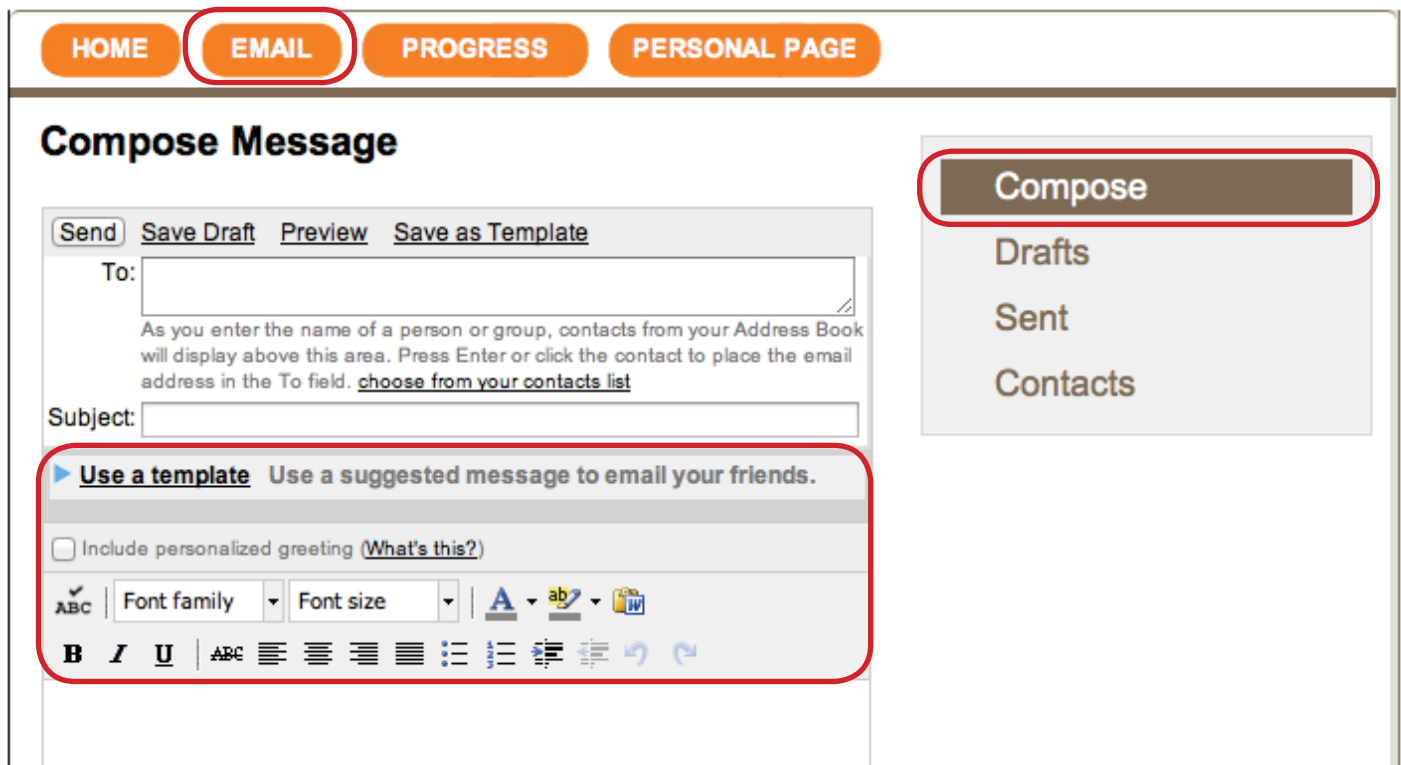 HOME EMAIL PROGRESS PERSONAL PAGE
Compose Message
Send Save Draft Preview Save as Template
To:
As you enter the name of a person or group, contacts from your Address Book
will display above this area. Press Enter or click the contact to place the email
address in the To field. choose from your contacts list
Subject:
Use a template Use a suggested message to email your friends.
Include personalized greeting (What's this?)
ABC Font family Font size A ab W
B I U ABC
Compose
Drafts
Sent
Contacts